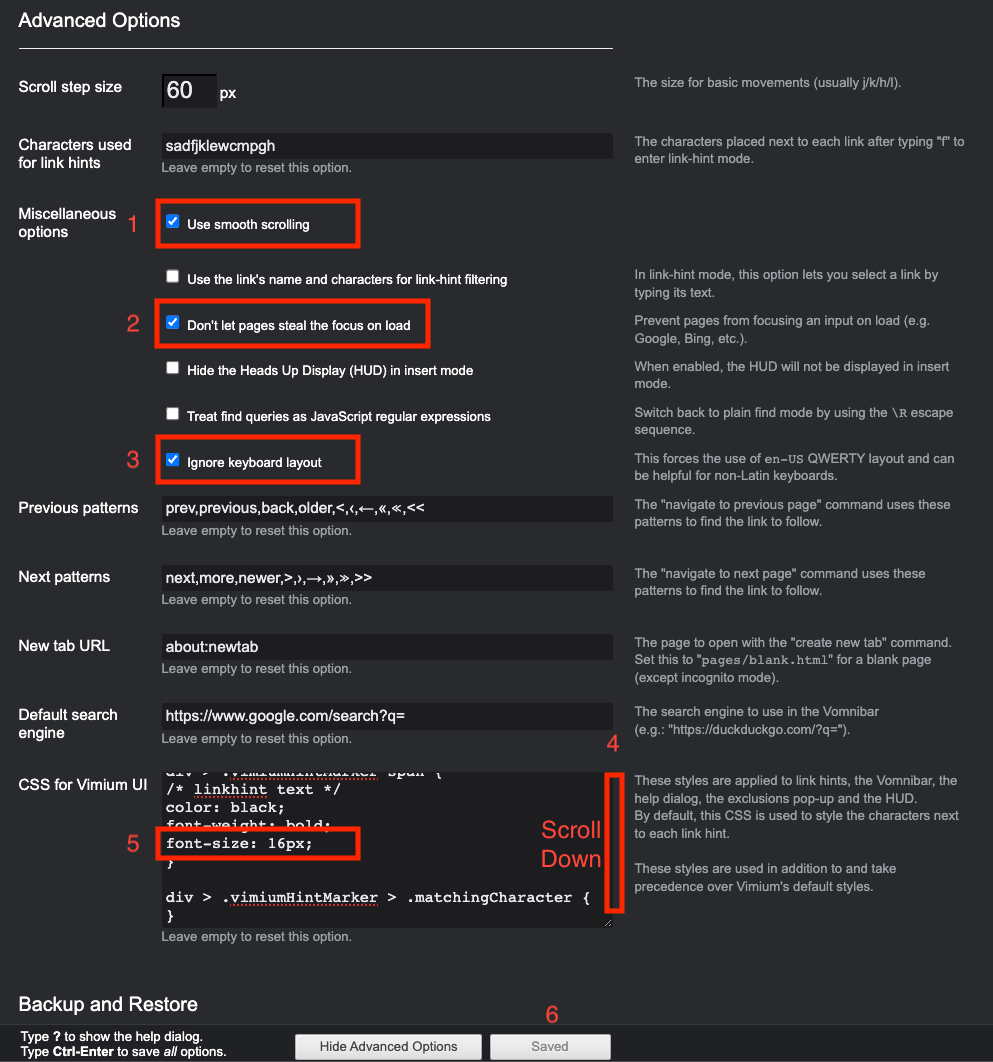 Advanced Options
Scroll step size
60 px
The size for basic movements (usually j/k/h/l).
Characters used
for link hints
sadfjklewcmpgh
Leave empty to reset this option.
The characters placed next to each link after typing "f" to
enter link-hint mode.
Miscellaneous
options
1
Use smooth scrolling
Use the link's name and characters for link-hint filtering
In link-hint mode, this option lets you select a link by
typing its text.
2
Don't let pages steal the focus on load
Prevent pages from focusing an input on load (e.g.
Google, Bing, etc.).
Hide the Heads Up Display (HUD) in insert mode
When enabled, the HUD will not be displayed in insert
mode.
Treat find queries as JavaScript regular expressions
Switch back to plain find mode by using the \R escape
sequence.
3
Ignore keyboard layout
This forces the use of en-US QWERTY layout and can
be helpful for non-Latin keyboards.
Previous patterns
prev,previous,back,older,<,‹,←,«,≪,<<
Leave empty to reset this option.
The "navigate to previous page" command uses these
patterns to find the link to follow.
Next patterns
next,more,newer,>,›,→,»,≫,>>
Leave empty to reset this option.
The "navigate to next page" command uses these
patterns to find the link to follow.
New tab URL
about:newtab
Leave empty to reset this option.
The page to open with the "create new tab" command.
Set this to "pages/blank.html" for a blank page
(except incognito mode).
Default search
engine
https://www.google.com/search?q=
Leave empty to reset this option.
The search engine to use in the Vomnibar
(e.g.: "https://duckduckgo.com/?q=").
4
CSS for Vimium UI
div > .vimiumHintMarker span {
/* linkhint text */
color: black;
font-weight: bold;
5
font-size: 16px;
}
div > .vimiumHintMarker > .matchingCharacter {
}
Scroll
Down
Leave empty to reset this option.
These styles are applied to link hints, the Vomnibar, the
help dialog, the exclusions pop-up and the HUD.
By default, this CSS is used to style the characters next
to each link hint.
These styles are used in addition to and take
precedence over Vimium's default styles.
Backup and Restore
6
Type ? to show the help dialog.
Type Ctrl-Enter to save all options.
Hide Advanced Options
Saved